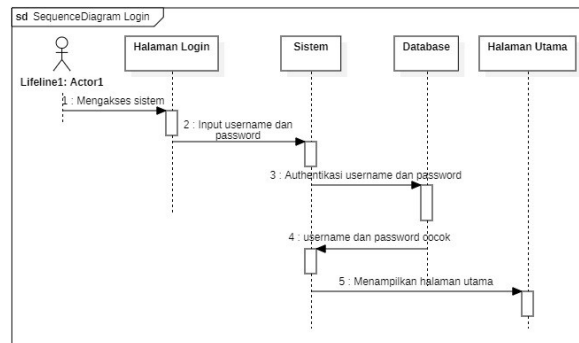 sd SequenceDiagram Login
Halaman Login
Sistem
Database
Halaman Utama
Lifeline1: Actor1
1 : Mengakses sistem
2 : Input username dan
password
3 : Authentikasi username dan password
4 : username dan password cocok
5 : Menampilkan halaman utama